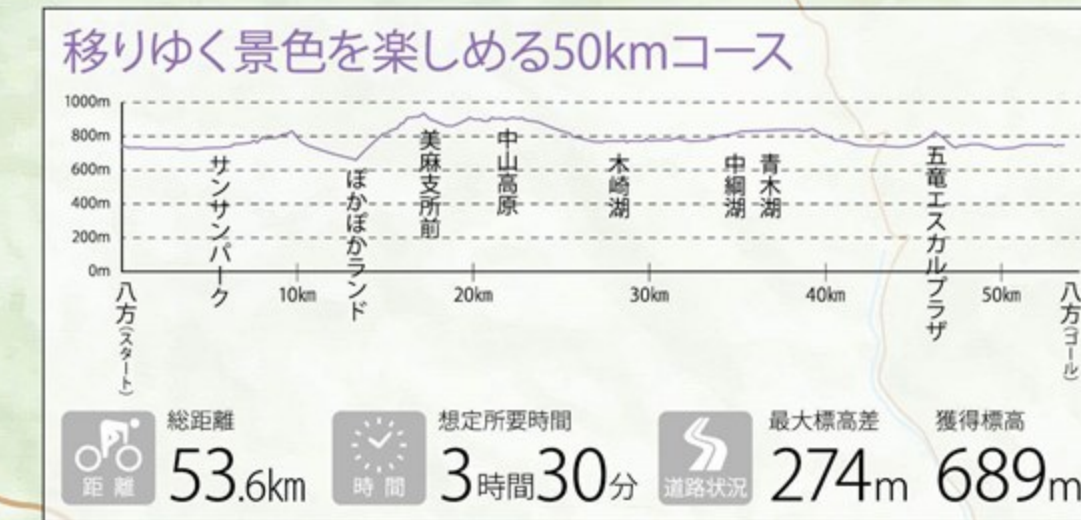 移りゆく景色を楽しめる50kmコース
1000m
800m
600m
400m
200m
0m
サンサンパーク
ぽかぽかランド
美麻支所前
中山高原
木崎湖
中綱湖
青木湖
五竜エスカルプラザ
10km
20km
30km
40km
50km
八方(スタート)
八方(ゴール)
総距離
53.6km
距離
想定所要時間
3時間30分
時間
最大標高差
274m
道路状況
獲得標高
689m